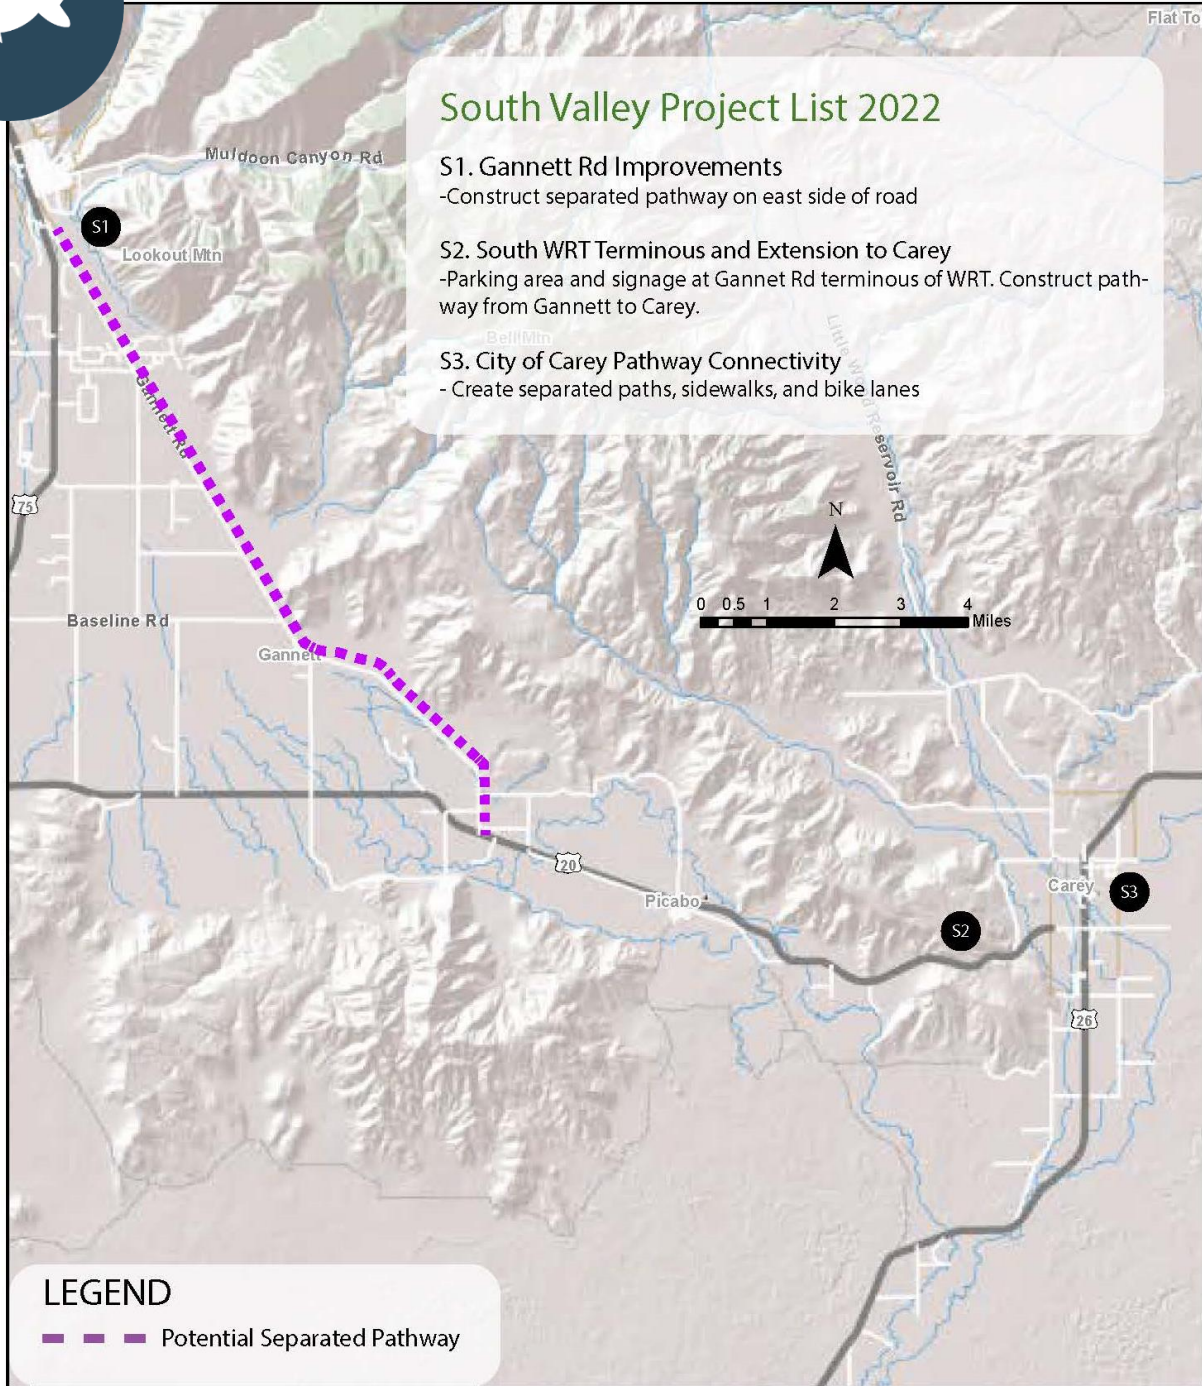 Flat To
South Valley Project List 2022
S1. Gannett Rd Improvements
-Construct separated pathway on east side of road
S2. South WRT Terminous and Extension to Carey
-Parking area and signage at Gannet Rd terminous of WRT. Construct path-
way from Gannett to Carey.
S3. City of Carey Pathway Connectivity
- Create separated paths, sidewalks, and bike lanes
Muldoon Canyon Rd
S1
Lookout Mtn
Bell Mtn
Little Wood Reservoir Rd
Gannett Rd
75
N
0 0.5 1 2 3 4
Miles
Baseline Rd
Gannett
20
Picabo
Carey
S3
S2
26
LEGEND
Potential Separated Pathway